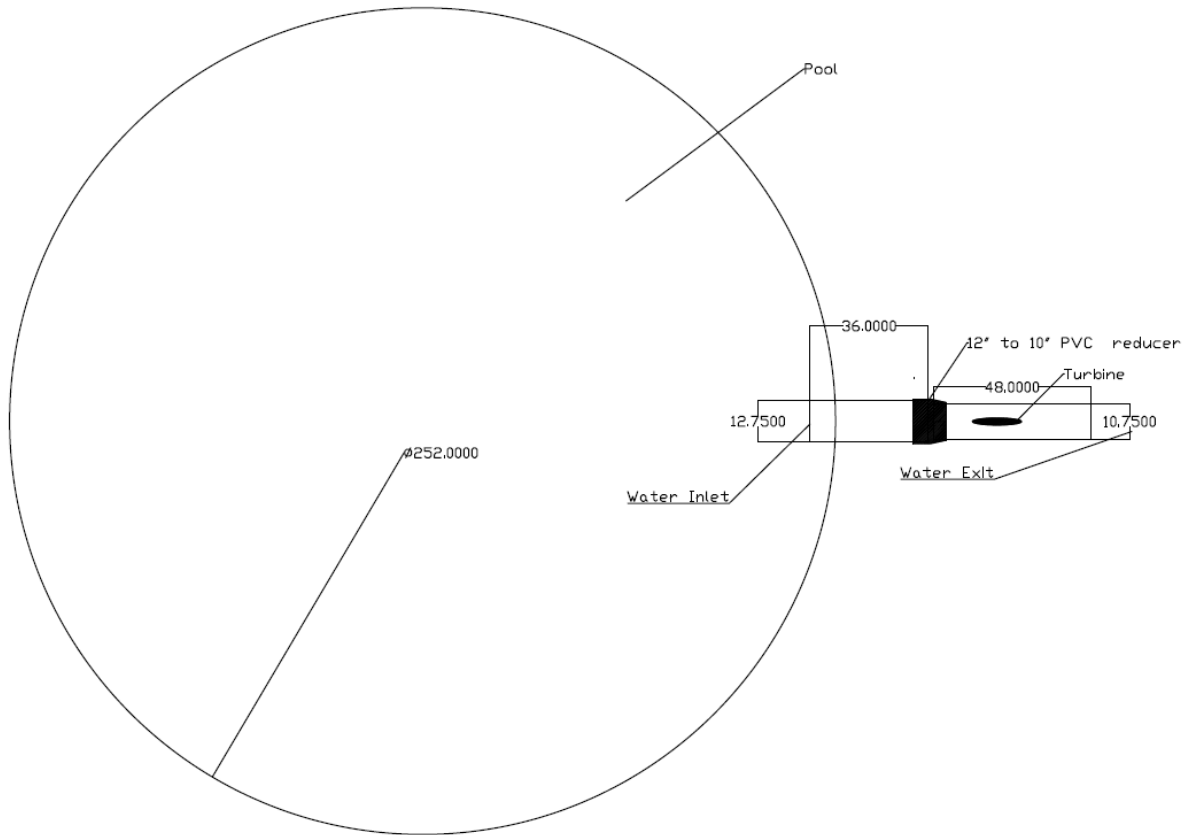 Pool
36.0000
12" to 10" PVC reducer
Turbine
48.0000
12.7500
10.7500
Ø252.0000
Water Exit
Water Inlet